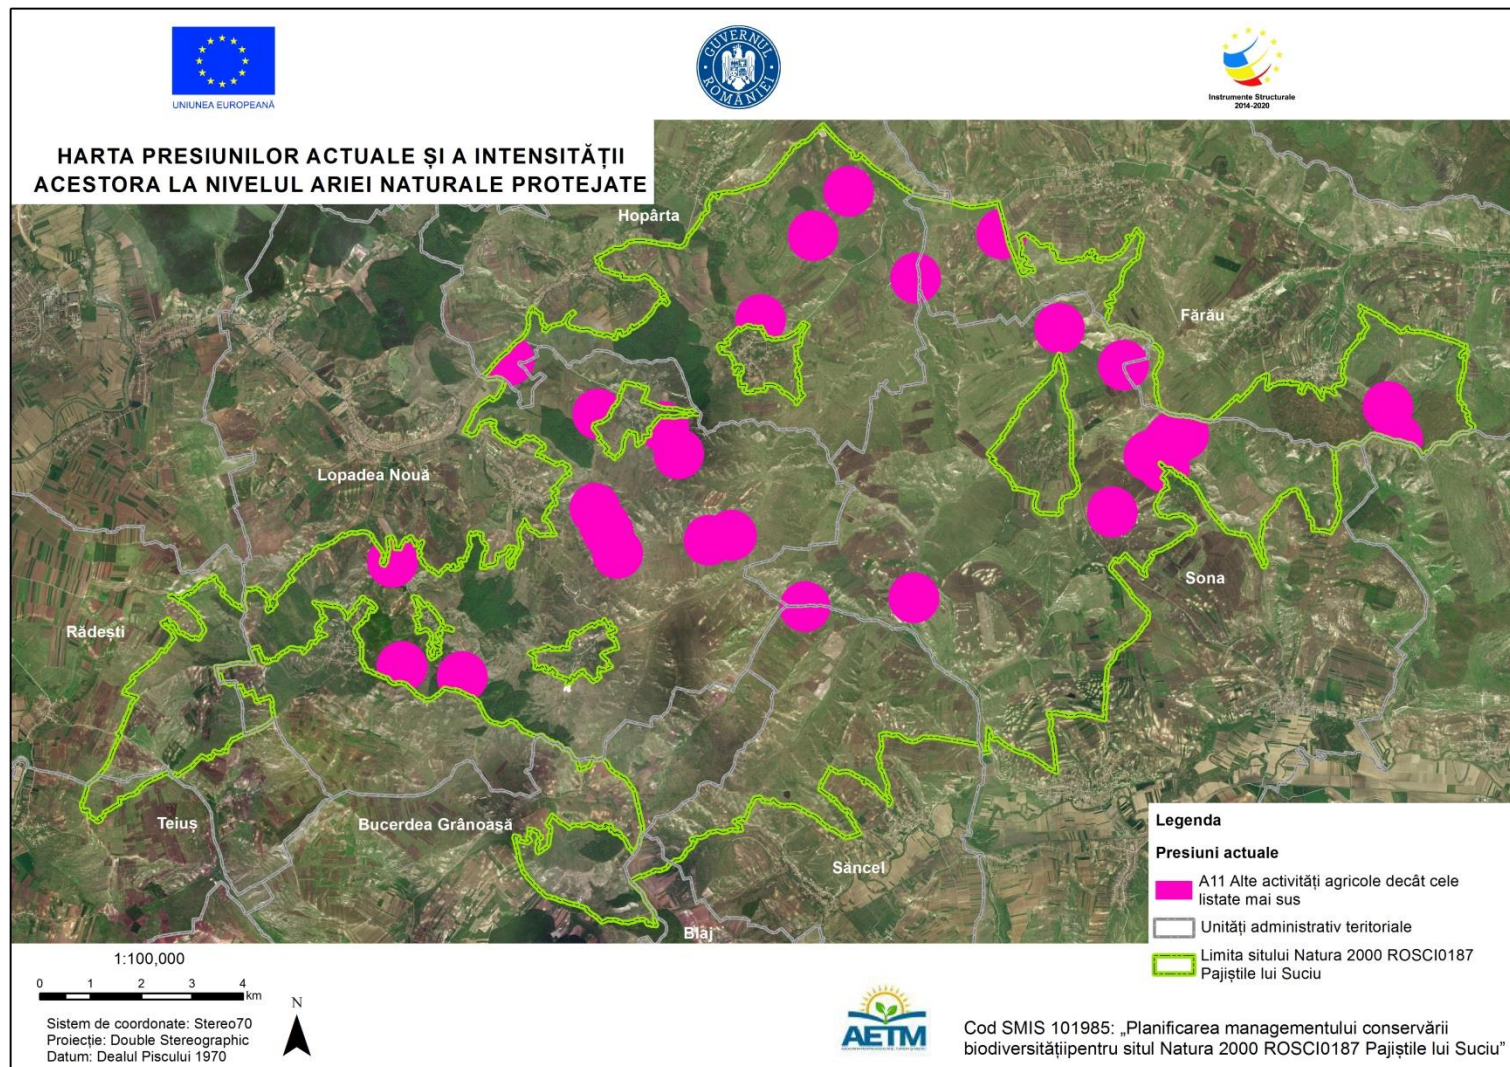 UNIUNEA EUROPEANĂ
GUVERNUL ROMÂNIEI
Instrumente Structurale
2014-2020
HARTA PRESIUNILOR ACTUALE ȘI A INTENSITĂȚII
ACESTORA LA NIVELUL ARIEI NATURALE PROTEJATE
Hopârta
Fărău
Lopadea Nouă
Sona
Rădești
Teiuș
Bucerdea Grânoasă
Săncel
Blaj
Legenda
Presiuni actuale
A11 Alte activități agricole decât cele
listate mai sus
Unități administrativ teritoriale
Limita sitului Natura 2000 ROSCI0187
Pajiștile lui Suciu
1:100,000
0 1 2 3 4
km
N
Sistem de coordonate: Stereo70
Proiecție: Double Stereographic
Datum: Dealul Piscului 1970
AETM
Cod SMIS 101985: „Planificarea managementului conservării
biodiversitățiipentru situl Natura 2000 ROSCI0187 Pajiștile lui Suciu"